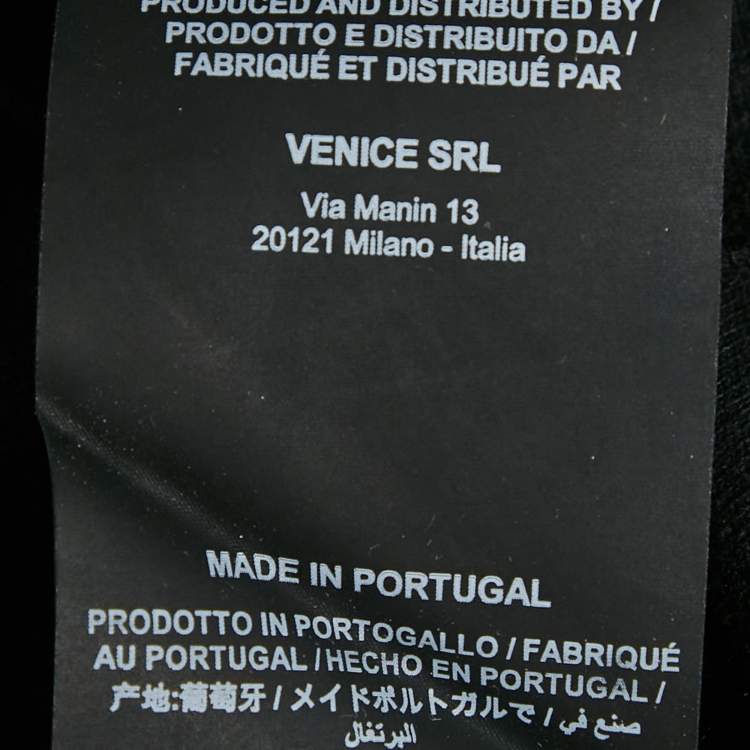 PRODUCED AND DISTRIBUTED BY /
PRODOTTO E DISTRIBUITO DA /
FABRIQUÉ ET DISTRIBUÉ PAR
VENICE SRL
Via Manin 13
20121 Milano - Italia
MADE IN PORTUGAL
PRODOTTO IN PORTOGALLO / FABRIQUÉ
AU PORTUGAL / HECHO EN PORTUGAL /
产地:葡萄牙 / メイドポルトガルで / صنع في
البرتغال